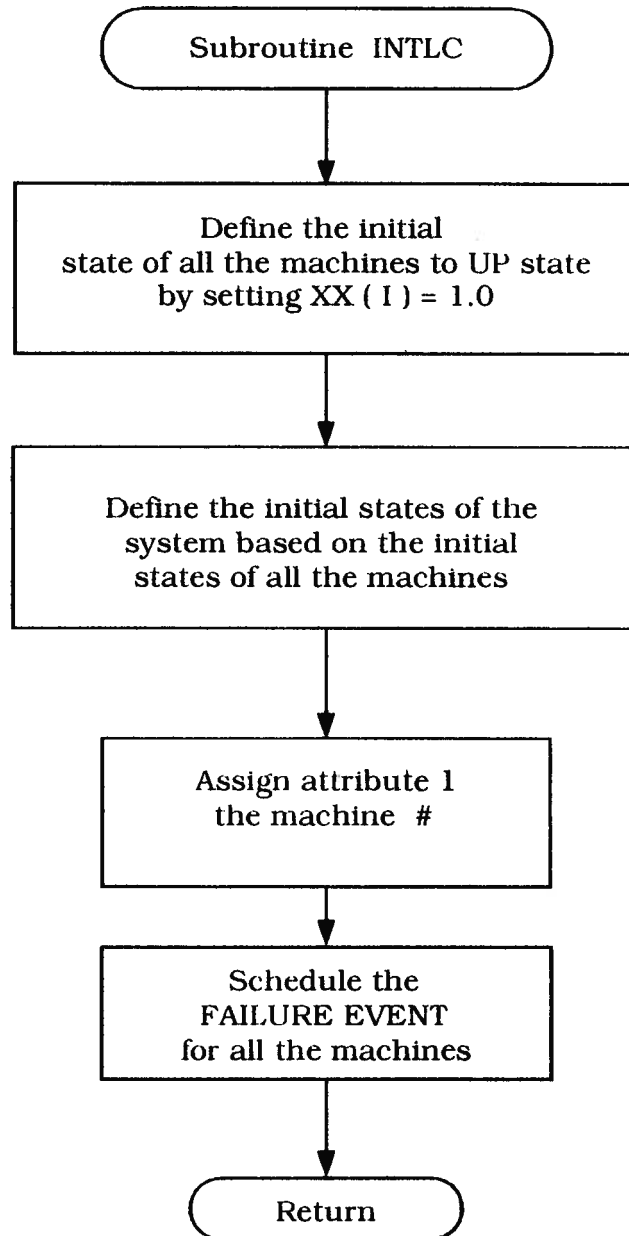 Subroutine INTLC
Define the initial
state of all the machines to UP state
by setting XX ( I ) = 1.0
Define the initial states of the
system based on the initial
states of all the machines
Assign attribute 1
the machine #
Schedule the
FAILURE EVENT
for all the machines
Return